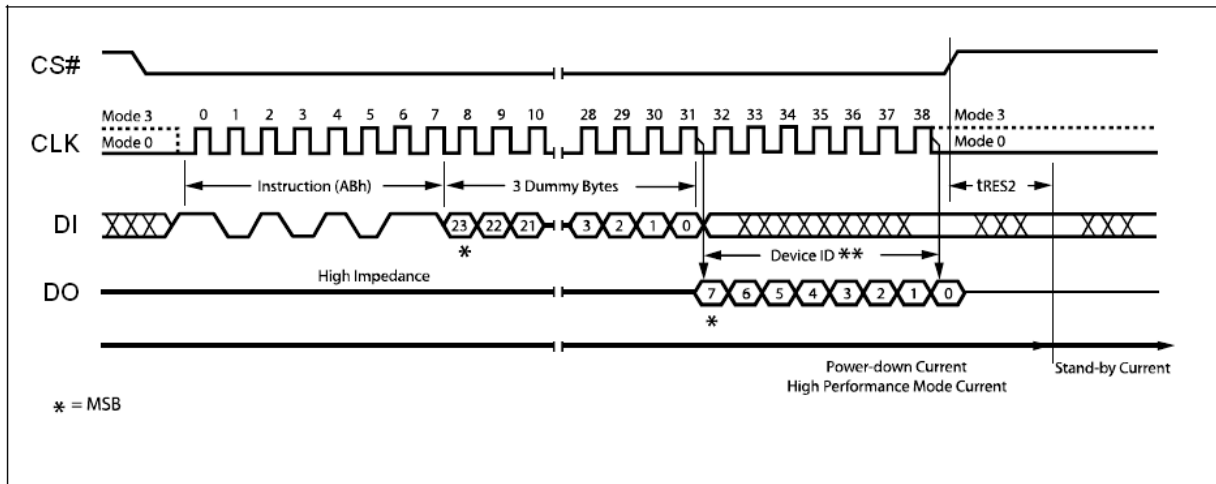 CS#
Mode 3 0 1 2 3 4 5 6 7 8 9 10 28 29 30 31 32 33 34 35 36 37 38 Mode 3
CLK Mode 0 Mode 0
Instruction (ABh) 3 Dummy Bytes tRES2
DI 23 22 21 3 2 1 0
* Device ID **
High Impedance
DO 7 6 5 4 3 2 1 0
*
Power-down Current Stand-by Current
High Performance Mode Current
* = MSB